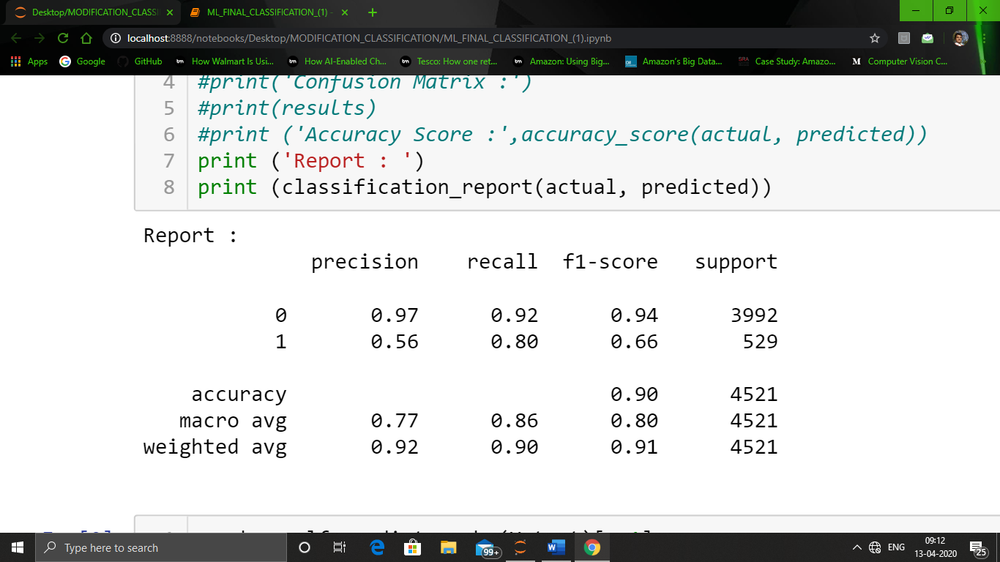 Desktop/MODIFICATION_CLASSI ML_FINAL_CLASSIFICATION_(1) -
localhost:8888/notebooks/Desktop/MODIFICATION_CLASSIFICATION/ML_FINAL_CLASSIFICATION_(1).ipynb
Apps Google GitHub bm How Walmart Is Usi... bm How AI-Enabled Ch... bm Tesco: How one ret... bm Amazon: Using Big... Amazon's Big Data... SRA Case Study: Amazo... M Computer Vision C...
4 #print('Confusion Matrix :')
5 #print(results)
6 #print ('Accuracy Score :',accuracy_score(actual, predicted))
7 print ('Report : ')
8 print (classification_report(actual, predicted))
Report :
precision recall f1-score support
0 0.97 0.92 0.94 3992
1 0.56 0.80 0.66 529
accuracy 0.90 4521
macro avg 0.77 0.86 0.80 4521
weighted avg 0.92 0.90 0.91 4521
Type here to search 99+ ENG 09:12
13-04-2020 25